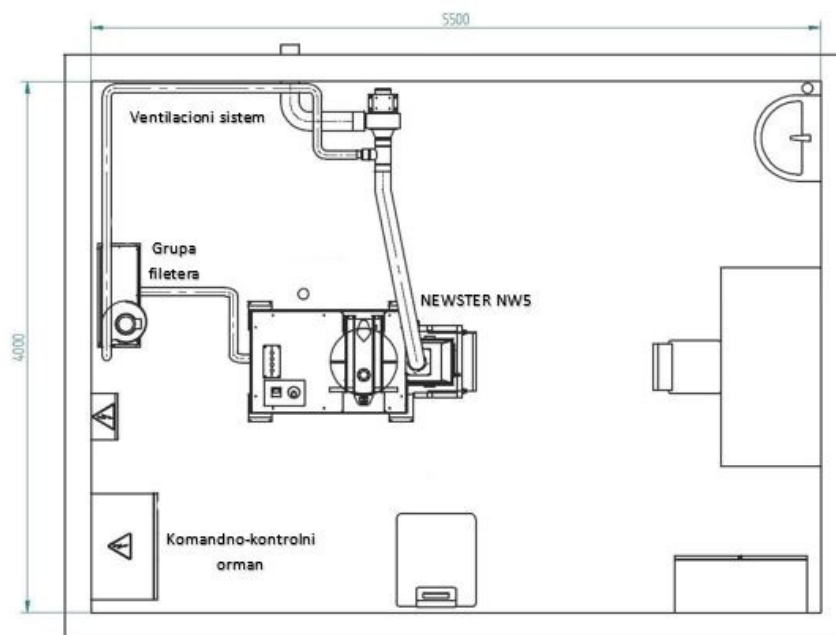 5500
Ventilacioni sistem
Grupa
filetera
NEWSTER NW5
4000
Komandno-kontrolni
orman